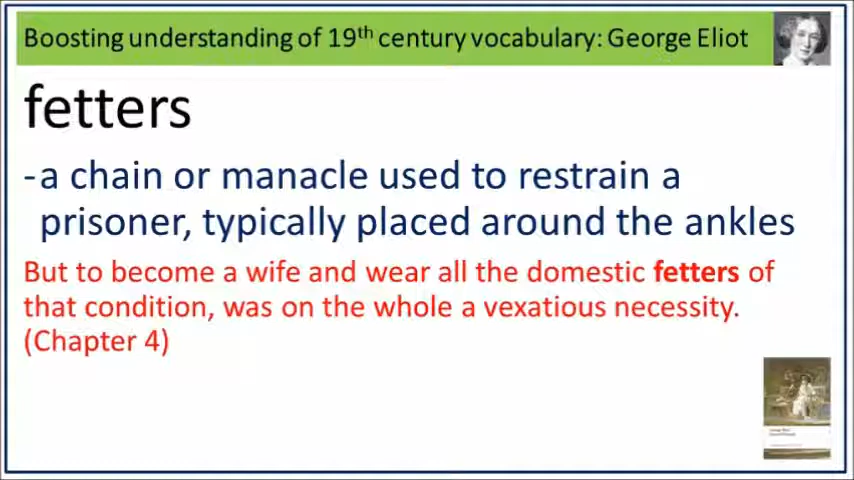 Boosting understanding of 19th century vocabulary: George Eliot
fetters
-a chain or manacle used to restrain a
prisoner, typically placed around the ankles
But to become a wife and wear all the domestic fetters of
that condition, was on the whole a vexatious necessity.
(Chapter 4)